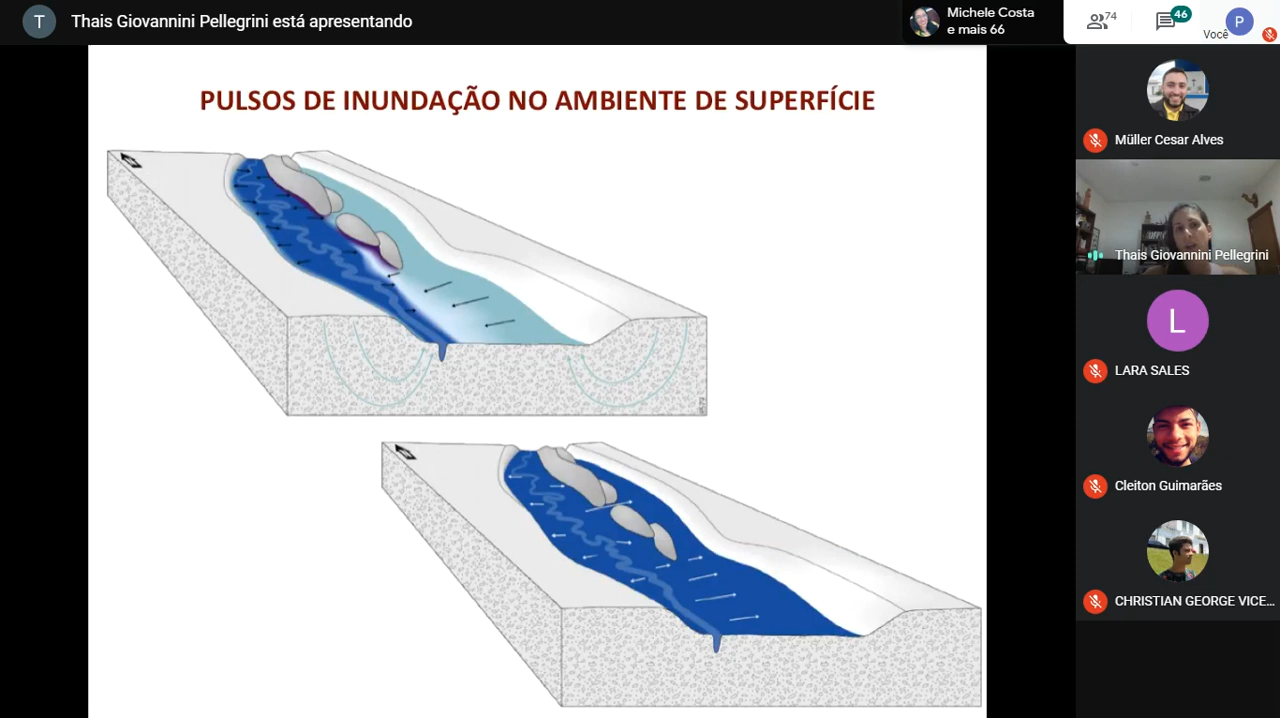 T
Thais Giovannini Pellegrini está apresentando
Michele Costa
e mais 66
74
46
Você
P
PULSOS DE INUNDAÇÃO NO AMBIENTE DE SUPERFÍCIE
Müller Cesar Alves
Thais Giovannini Pellegrini
L
LARA SALES
Cleiton Guimarães
CHRISTIAN GEORGE VICE...